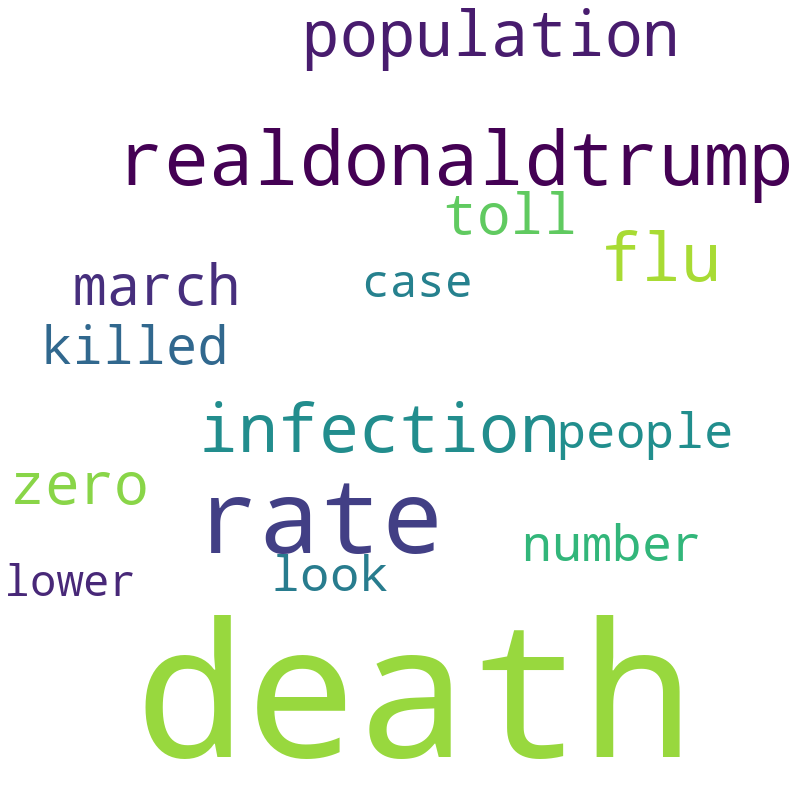 population
realdonaldtrump
toll
flu
march
case
killed
infection
people
zero
rate
number
look
lower
death